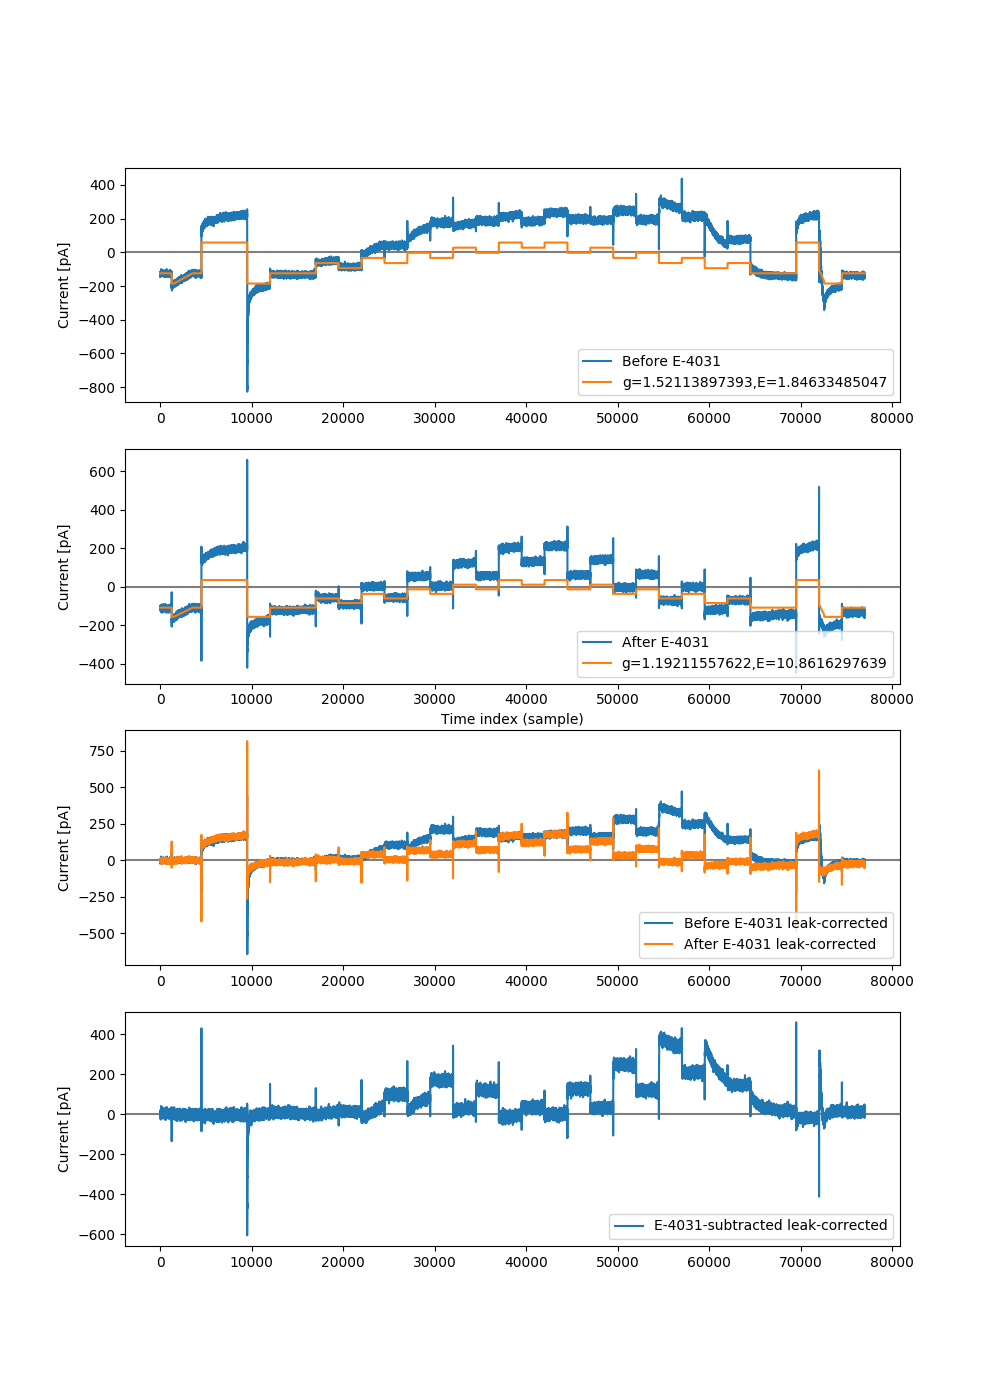 400
200
0
−200
−400
−600
−800
Current [pA]
Before E-4031
g=1.52113897393,E=1.84633485047
0 10000 20000 30000 40000 50000 60000 70000 80000
600
400
200
0
−200
−400
Current [pA]
After E-4031
g=1.19211557622,E=10.8616297639
0 10000 20000 30000 40000 50000 60000 70000 80000
Time index (sample)
750
500
250
0
−250
−500
Current [pA]
Before E-4031 leak-corrected
After E-4031 leak-corrected
0 10000 20000 30000 40000 50000 60000 70000 80000
400
200
0
−200
−400
−600
Current [pA]
E-4031-subtracted leak-corrected
0 10000 20000 30000 40000 50000 60000 70000 80000